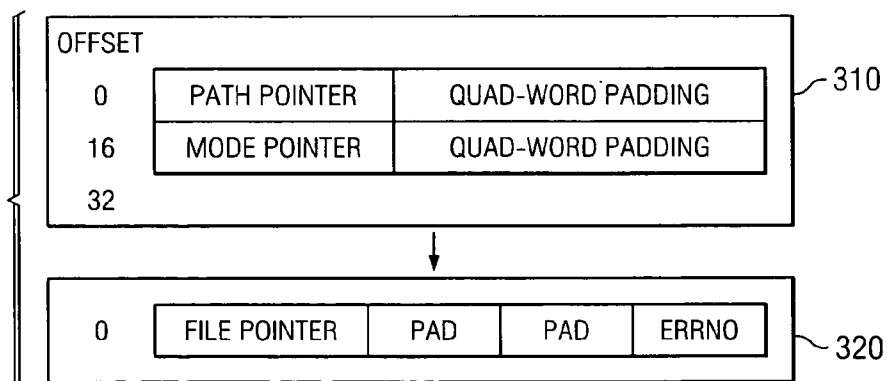 OFFSET
0 PATH POINTER QUAD-WORD PADDING 310
16 MODE POINTER QUAD-WORD PADDING
32
0 FILE POINTER PAD PAD ERRNO 320